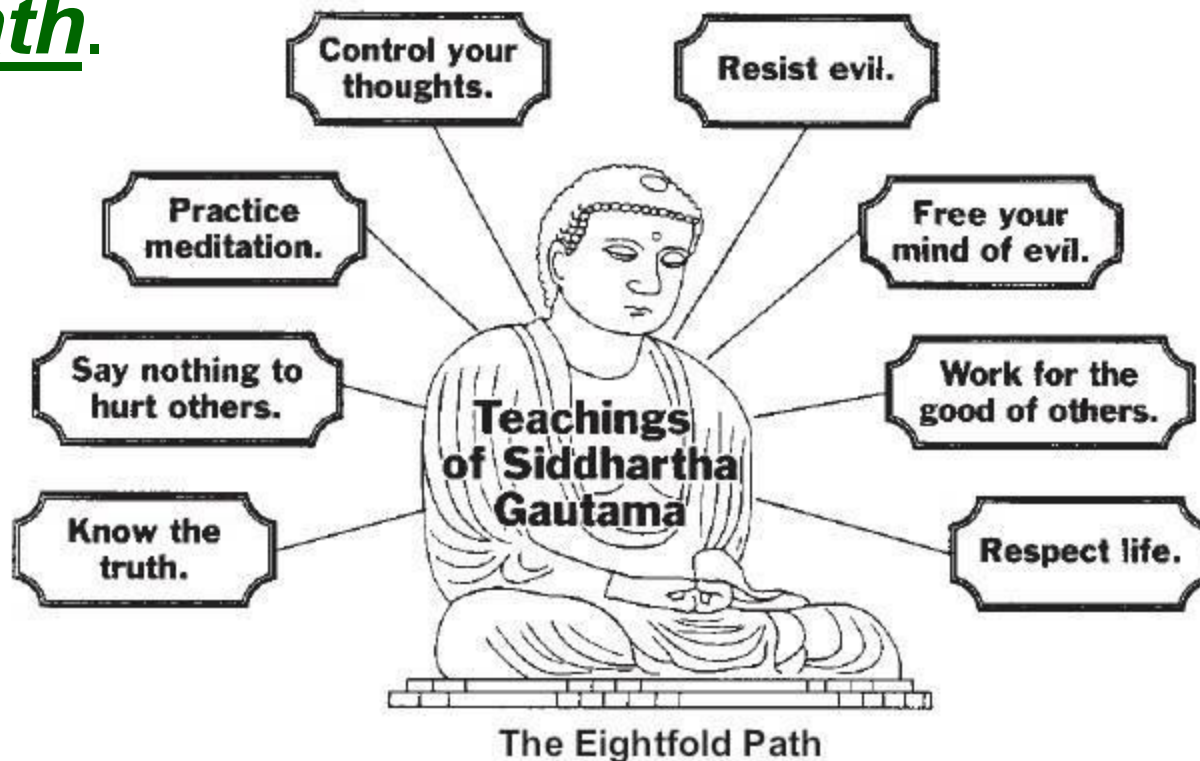 ath.
Control your
thoughts.
Resist evil.
Practice
meditation.
Free your
mind of evil.
Say nothing to
hurt others.
Work for the
good of others.
Teachings
of Siddhartha
Gautama
Know the
truth.
Respect life.
The Eightfold Path